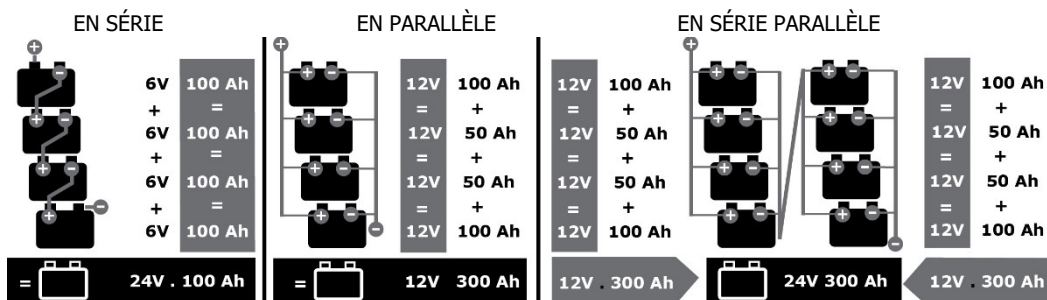 EN SÉRIE
+
−
6V 100 Ah
+ =
+ −
6V 100 Ah
+ =
+ −
6V 100 Ah
+ =
+ −
6V 100 Ah
= 24V . 100 Ah
EN PARALLÈLE
+
+ − 12V 100 Ah
= +
+ − 12V 50 Ah
= +
+ − 12V 50 Ah
= +
+ − 12V 100 Ah
= 12V 300 Ah
EN SÉRIE PARALLÈLE
+
12V 100 Ah + − + − 12V 100 Ah
= + = +
12V 50 Ah + − + − 12V 50 Ah
= + = +
12V 50 Ah + − + − 12V 50 Ah
= + = +
12V 100 Ah + − + − 12V 100 Ah
−
12V . 300 Ah 24V 300 Ah 12V . 300 Ah